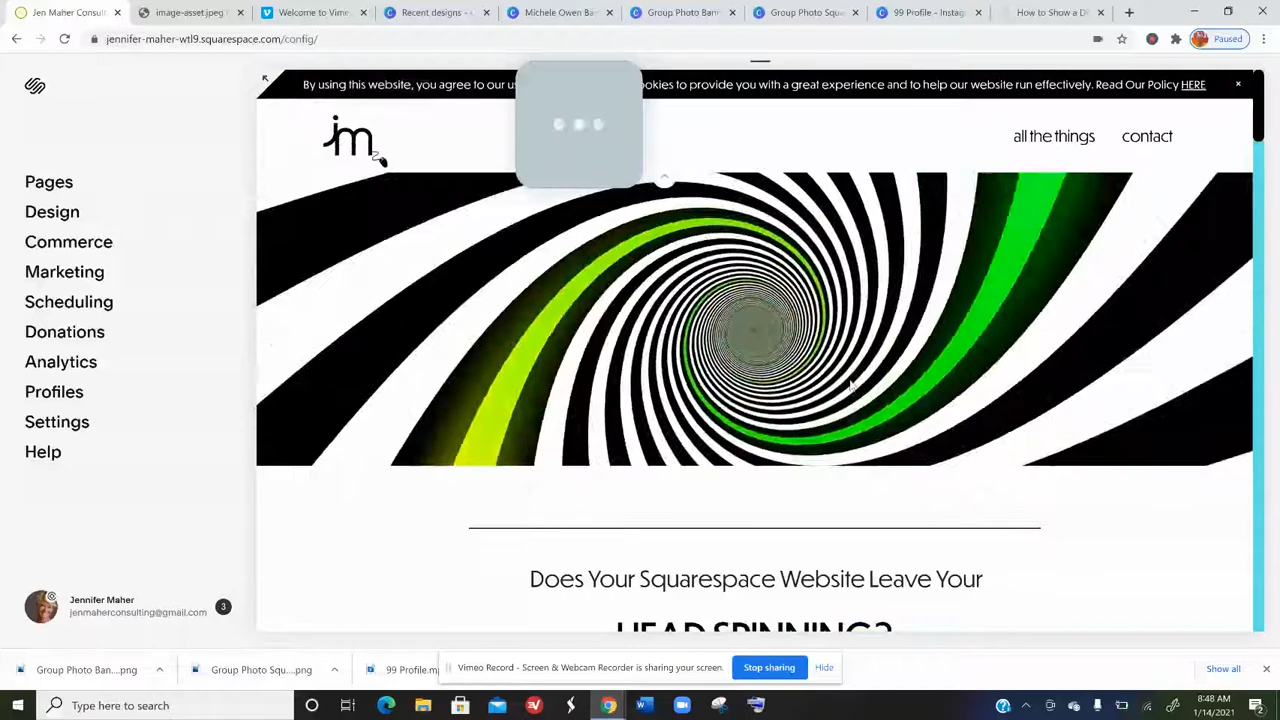 Jen Maher Consul
image-asset.jpeg
Welcome to Vime
Recent designs -
Michele Owen Ba
Group Photo Ban
Group Photo Squ
99 Profile - Instag
How to Show a D
jennifer-maher-wtl9.squarespace.com/config/
Paused
By using this website, you agree to our us
ookies to provide you with a great experience and to help our website run effectively. Read Our Policy HERE
jm
all the things
contact
Pages
Design
Commerce
Marketing
Scheduling
Donations
Analytics
Profiles
Settings
Help
Does Your Squarespace Website Leave Your
HEAD SPINNING?
Jennifer Maher
jenmaherconsulting@gmail.com
3
Group Photo Ban....png
Group Photo Squ....png
99 Profile.m
Vimeo Record - Screen & Webcam Recorder is sharing your screen.
Stop sharing
Hide
Show all
Type here to search
8:48 AM
1/14/2021
2